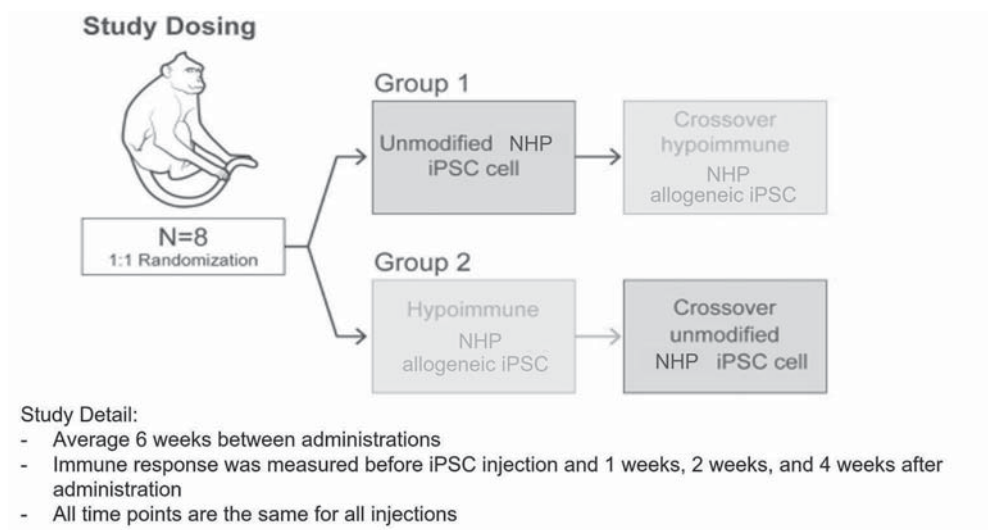 Study Dosing
N=8
1:1 Randomization
Group 1
Unmodified NHP
iPSC cell
Crossover
hypoimmune
NHP
allogeneic iPSC
Group 2
Hypoimmune
NHP
allogeneic iPSC
Crossover
unmodified
NHP iPSC cell
Study Detail:
- Average 6 weeks between administrations
- Immune response was measured before iPSC injection and 1 weeks, 2 weeks, and 4 weeks after
administration
- All time points are the same for all injections